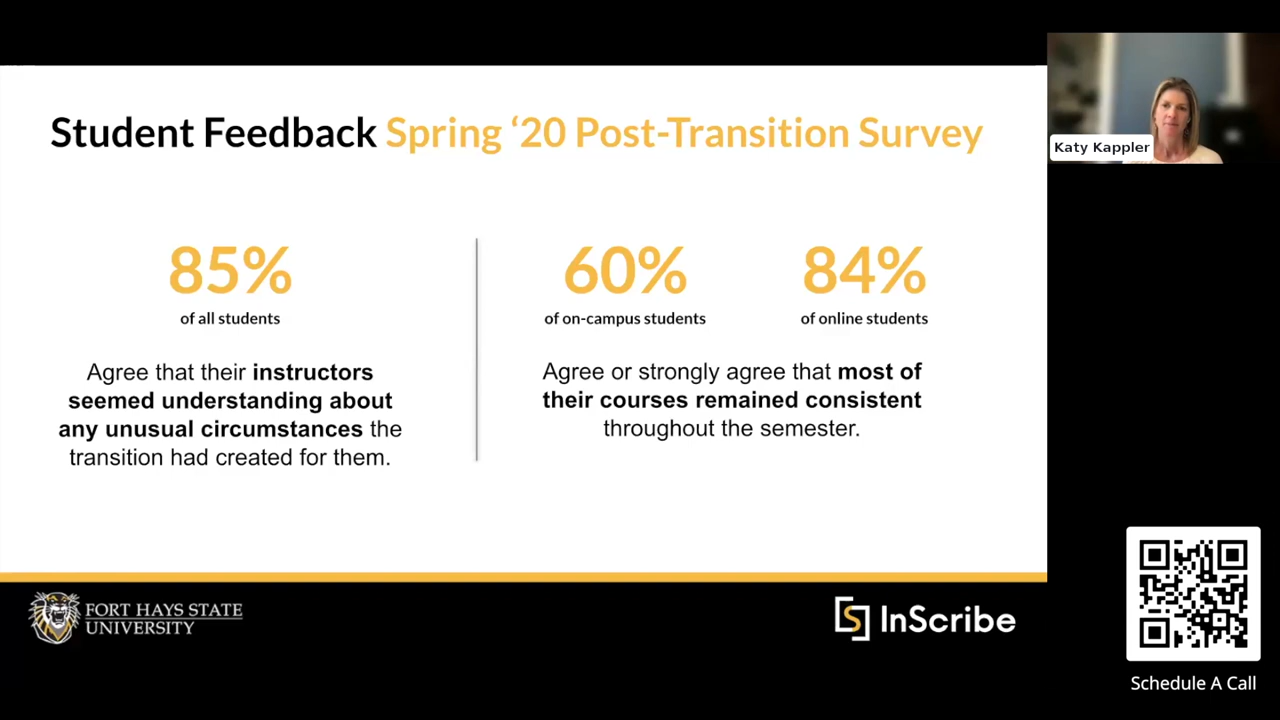 Student Feedback Spring ‘20 Post-Transition Survey
Katy Kappler
85%
of all students
Agree that their instructors
seemed understanding about
any unusual circumstances the
transition had created for them.
60%
of on-campus students
84%
of online students
Agree or strongly agree that most of
their courses remained consistent
throughout the semester.
FORT HAYS STATE
UNIVERSITY
InScribe
Schedule A Call